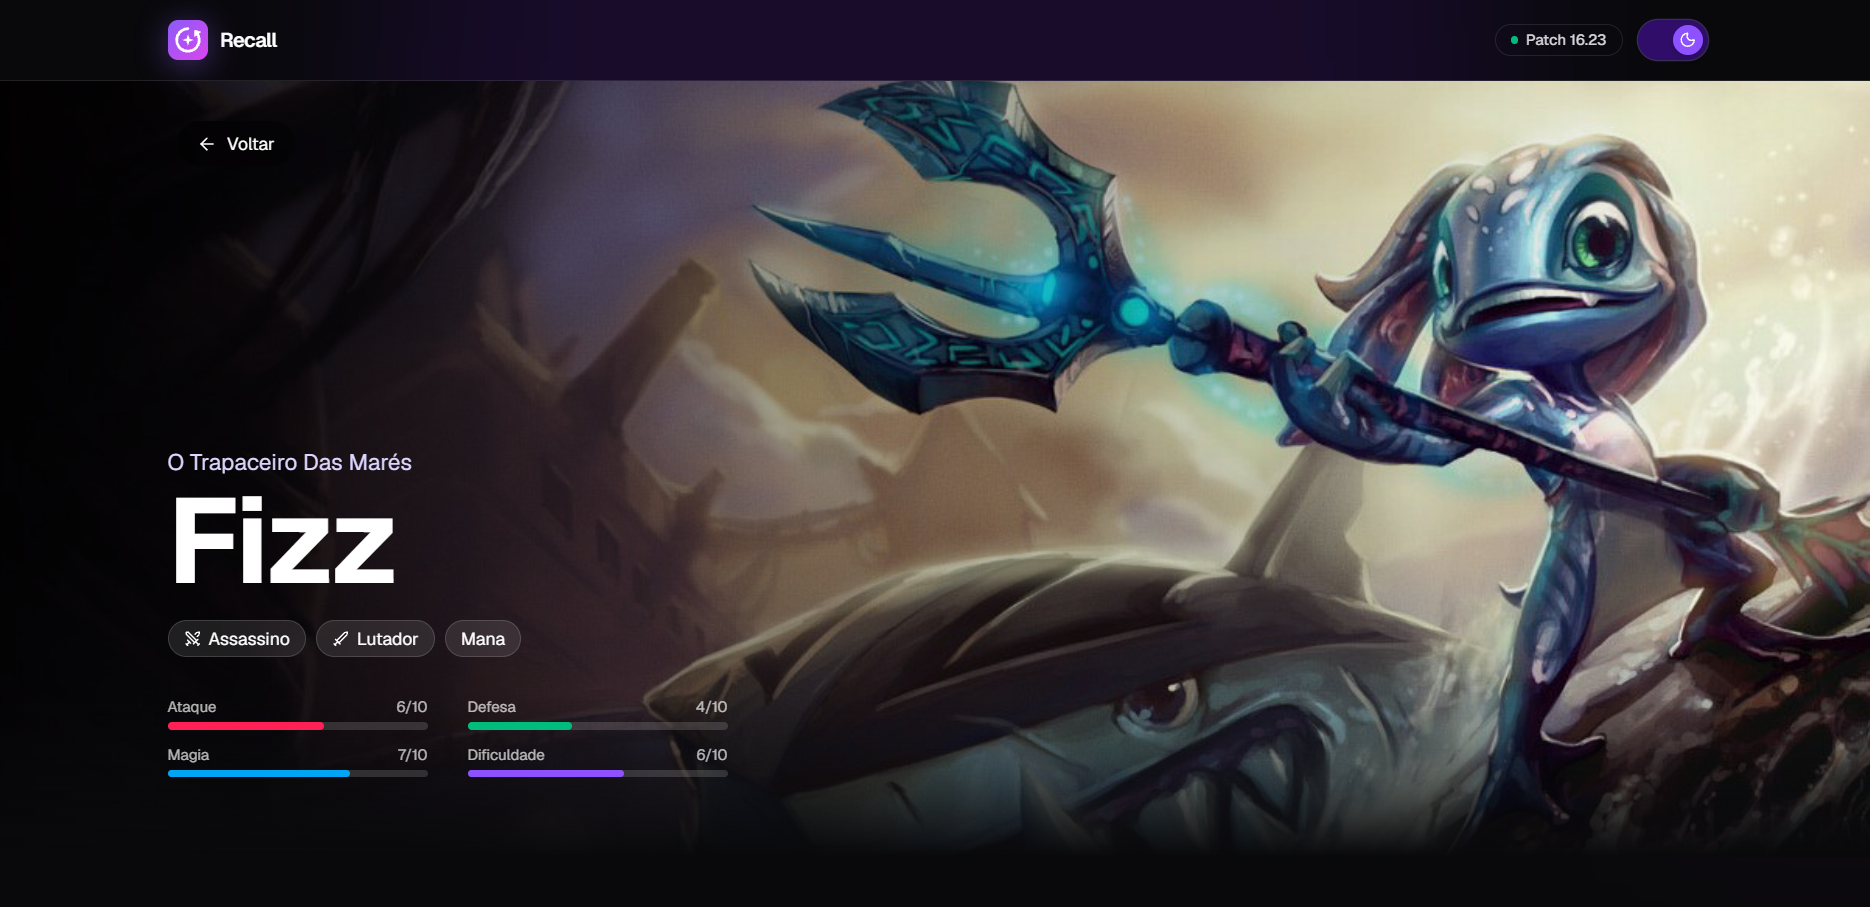 Recall
Patch 16.23
Voltar
O Trapaceiro Das Marés
Fizz
Assassino
Lutador
Mana
Ataque 6/10
Defesa 4/10
Magia 7/10
Dificuldade 6/10